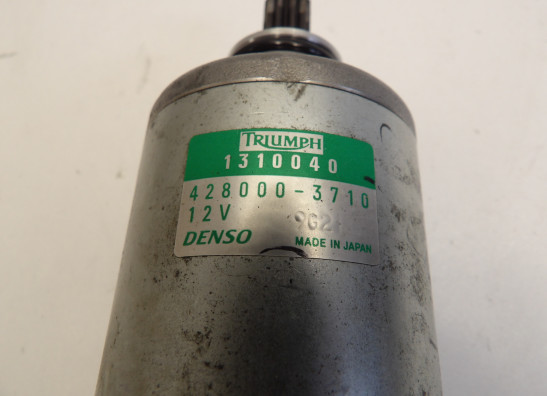 TRIUMPH
1310040
428000-3710
12V
DENSO MADE IN JAPAN